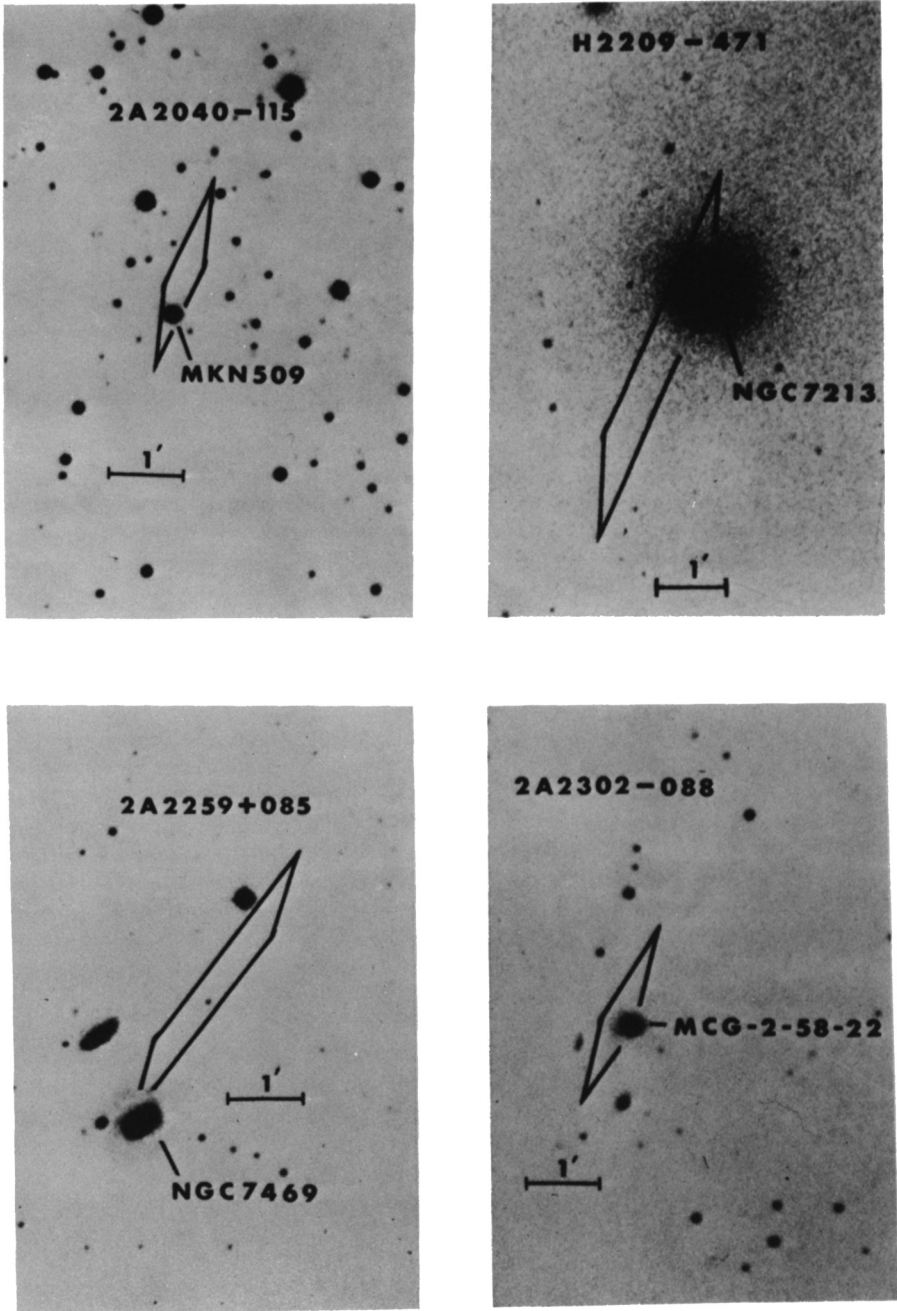 2A2040-115
MKN509
1'
H2209-471
NGC7213
1'
2A2259+085
NGC7469
1'
2A2302-088
MCG-2-58-22
1'